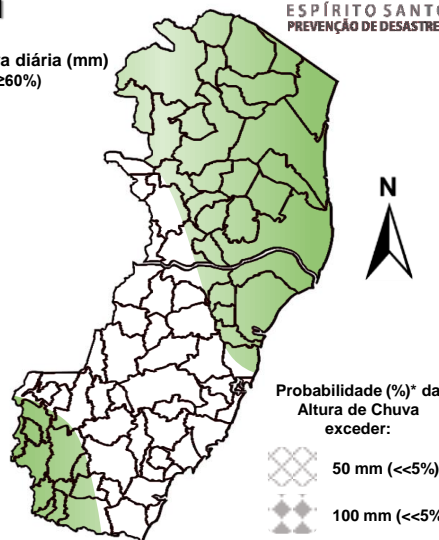 ESPÍRITO SANTO
PREVENÇÃO DE DESASTRE
diária (mm)
≥60%)
N
Probabilidade (%)* da
Altura de Chuva
exceder:
50 mm (<<5%)
100 mm (<<5%